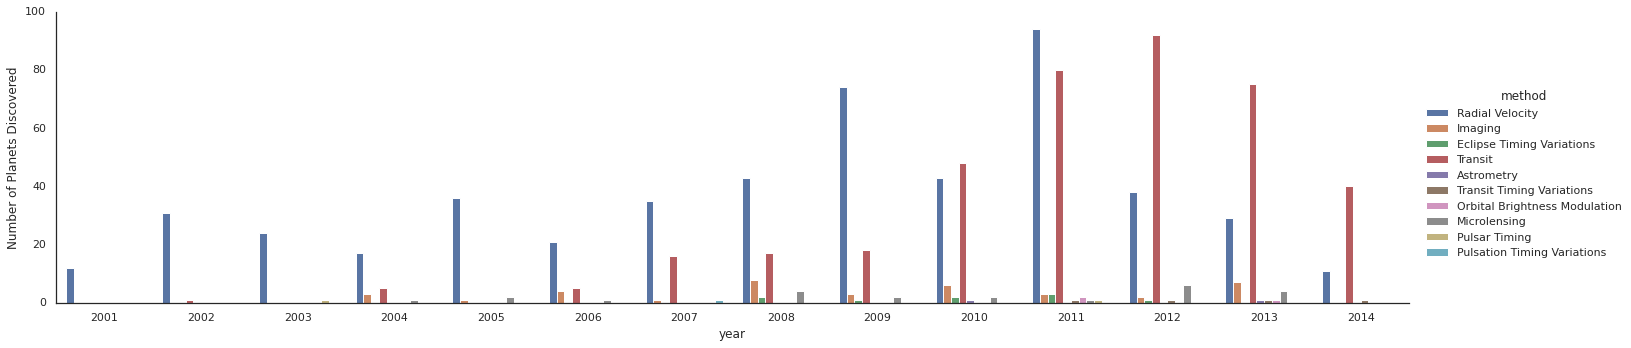 100
80
60
40
20
0
Number of Planets Discovered
2001 2002 2003 2004 2005 2006 2007 2008 2009 2010 2011 2012 2013 2014
year
method
Radial Velocity
Imaging
Eclipse Timing Variations
Transit
Astrometry
Transit Timing Variations
Orbital Brightness Modulation
Microlensing
Pulsar Timing
Pulsation Timing Variations